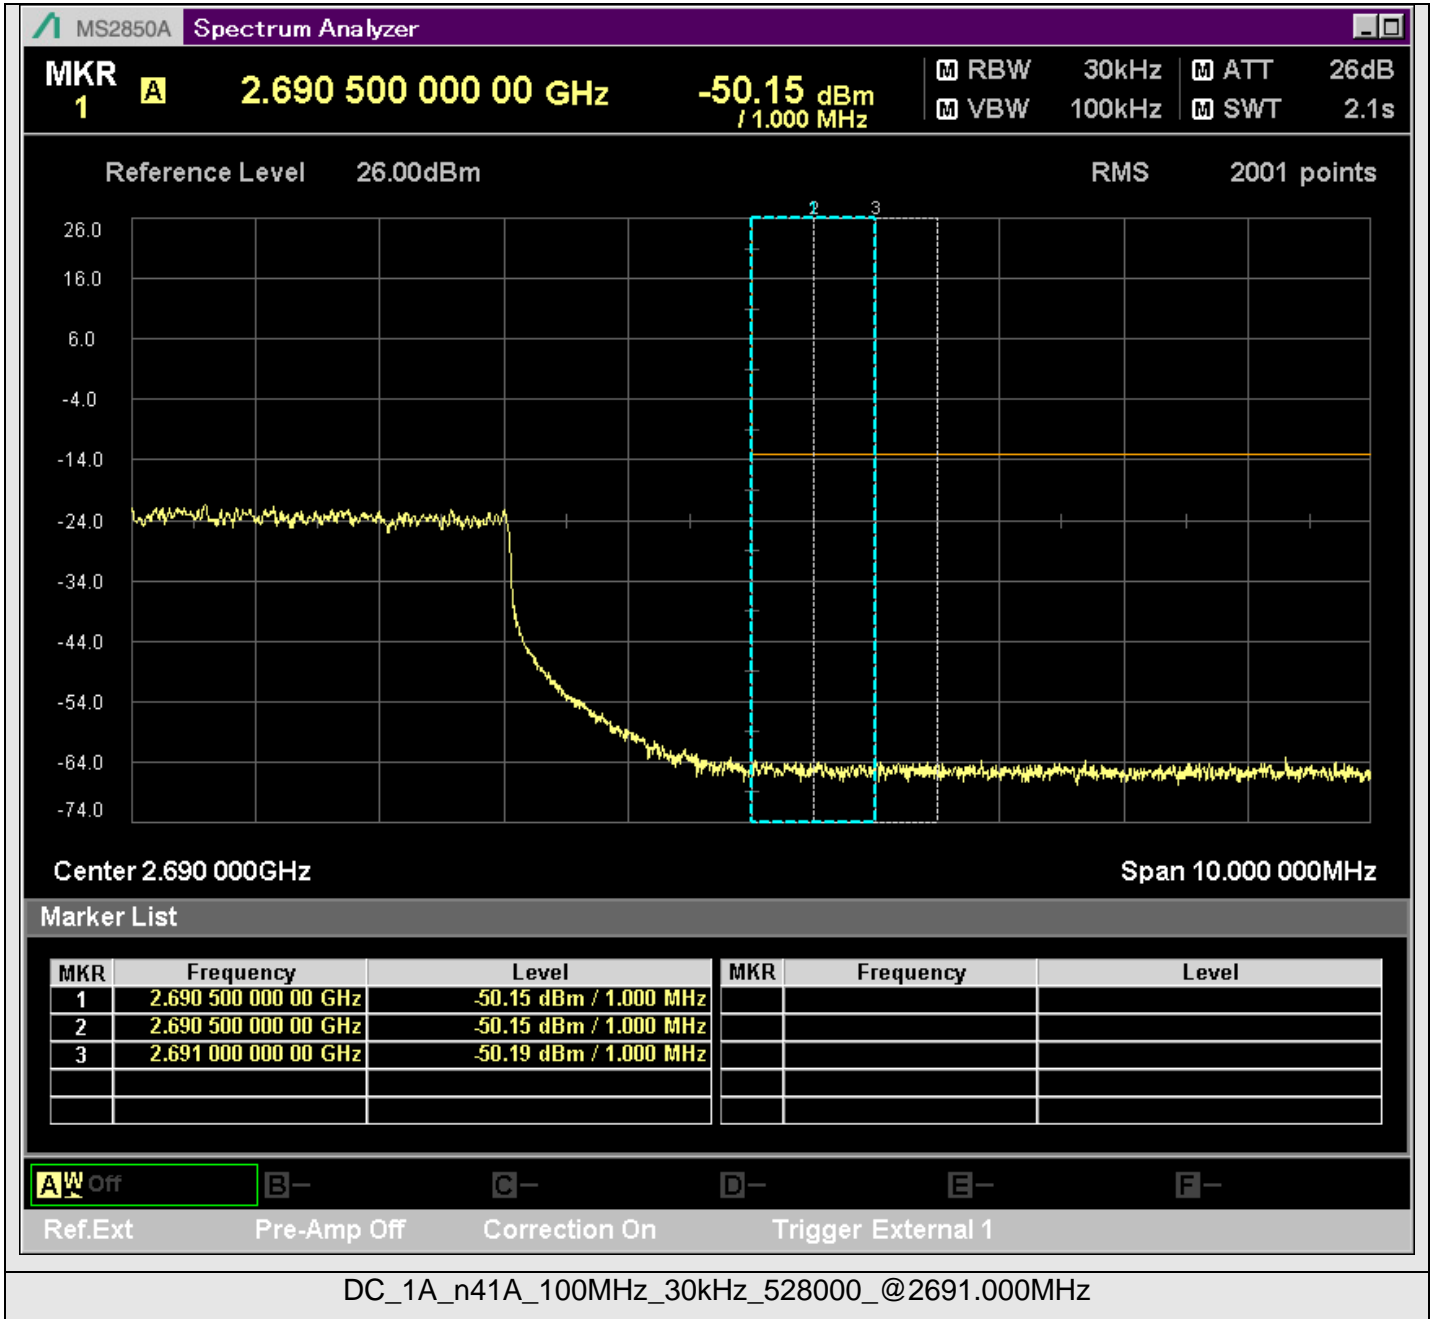 MS2850A Spectrum Analyzer
MKR 1 A 2.690 500 000 00 GHz -50.15 dBm / 1.000 MHz
M RBW 30kHz M ATT 26dB
M VBW 100kHz M SWT 2.1s
Reference Level 26.00dBm RMS 2001 points
2 3
26.0
16.0
6.0
-4.0
-14.0
-24.0
-34.0
-44.0
-54.0
-64.0
-74.0
Center 2.690 000GHz Span 10.000 000MHz
Marker List
MKR Frequency Level MKR Frequency Level
1 2.690 500 000 00 GHz -50.15 dBm / 1.000 MHz
2 2.690 500 000 00 GHz -50.15 dBm / 1.000 MHz
3 2.691 000 000 00 GHz -50.19 dBm / 1.000 MHz
A W Off B- C- D- E- F-
Ref.Ext Pre-Amp Off Correction On Trigger External 1
DC_1A_n41A_100MHz_30kHz_528000_@2691.000MHz